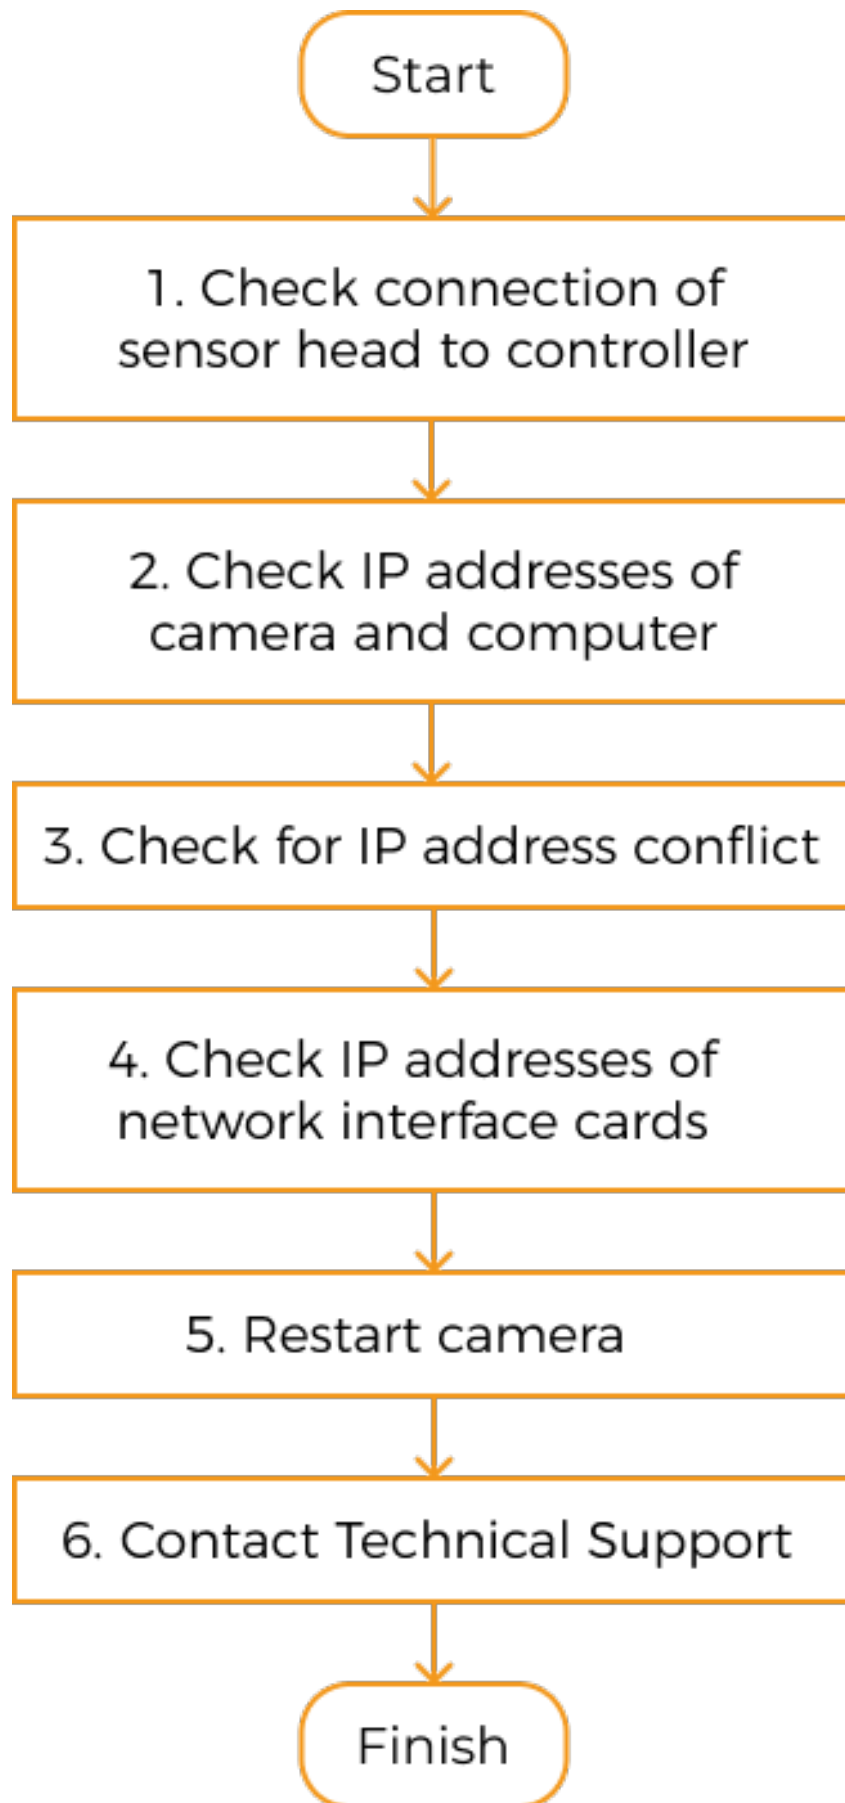 Start
1. Check connection of
sensor head to controller
2. Check IP addresses of
camera and computer
3. Check for IP address conflict
4. Check IP addresses of
network interface cards
5. Restart camera
6. Contact Technical Support
Finish